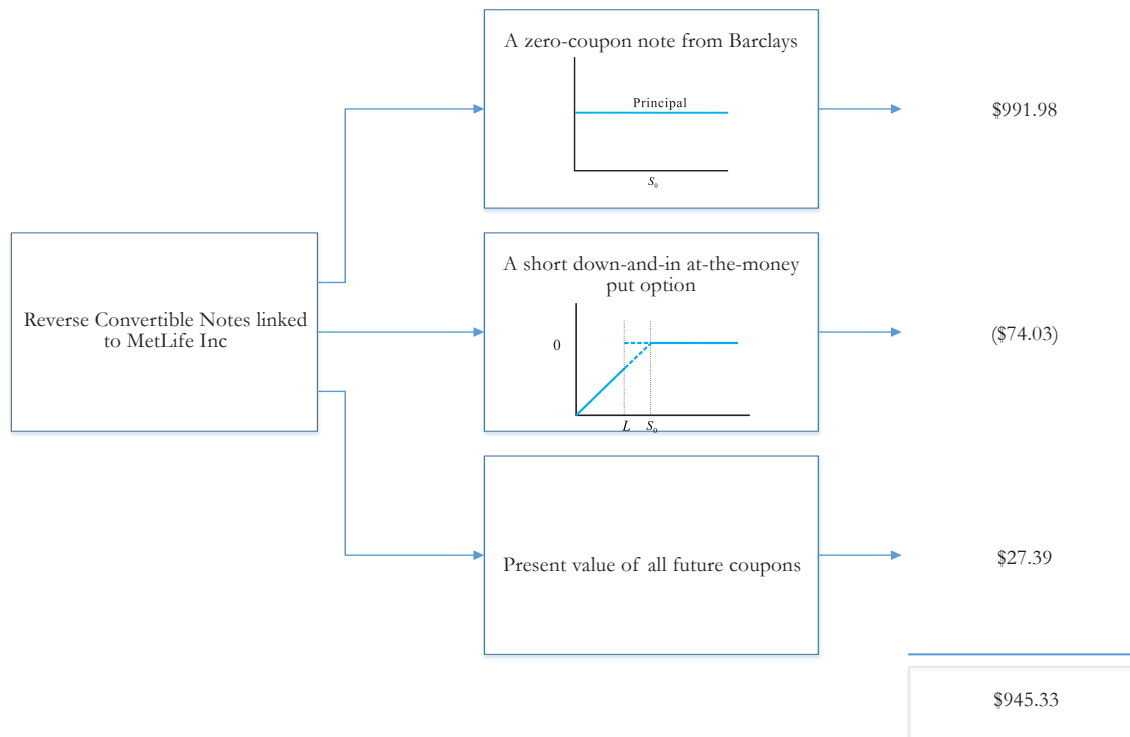 A zero-coupon note from Barclays
Principal
S₀
$991.98
Reverse Convertible Notes linked
to MetLife Inc
A short down-and-in at-the-money
put option
0
L S₀
($74.03)
Present value of all future coupons
$27.39
$945.33